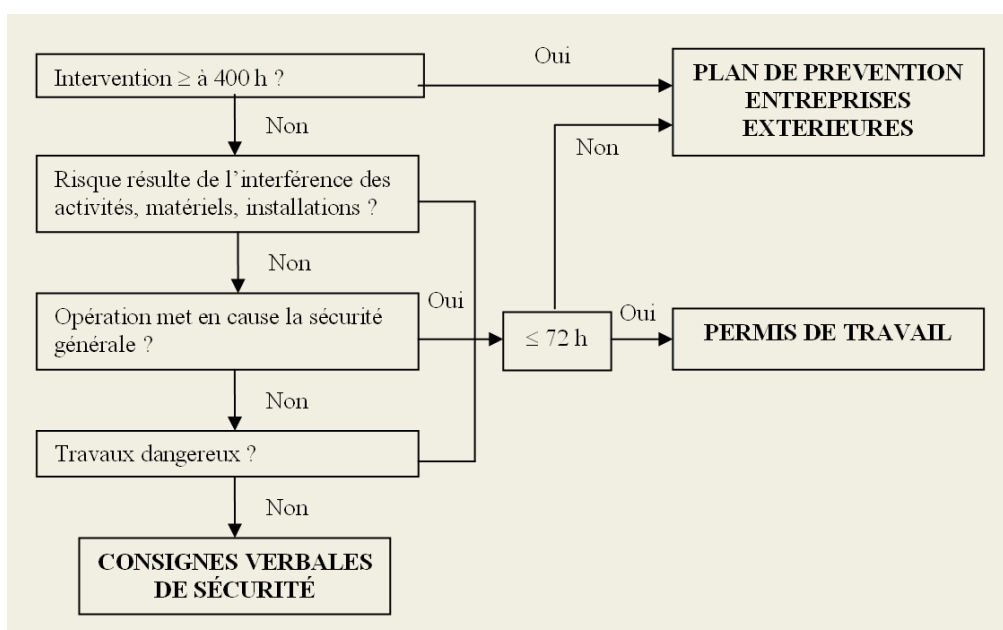 Intervention ≥ à 400 h ?
Oui
PLAN DE PREVENTION
ENTREPRISES
EXTERIEURES
Non
Non
Risque résulte de l'interférence des
activités, matériels, installations ?
Non
Opération met en cause la sécurité
générale ?
Oui
≤ 72 h
Oui
PERMIS DE TRAVAIL
Non
Travaux dangereux ?
Non
CONSIGNES VERBALES
DE SÉCURITÉ